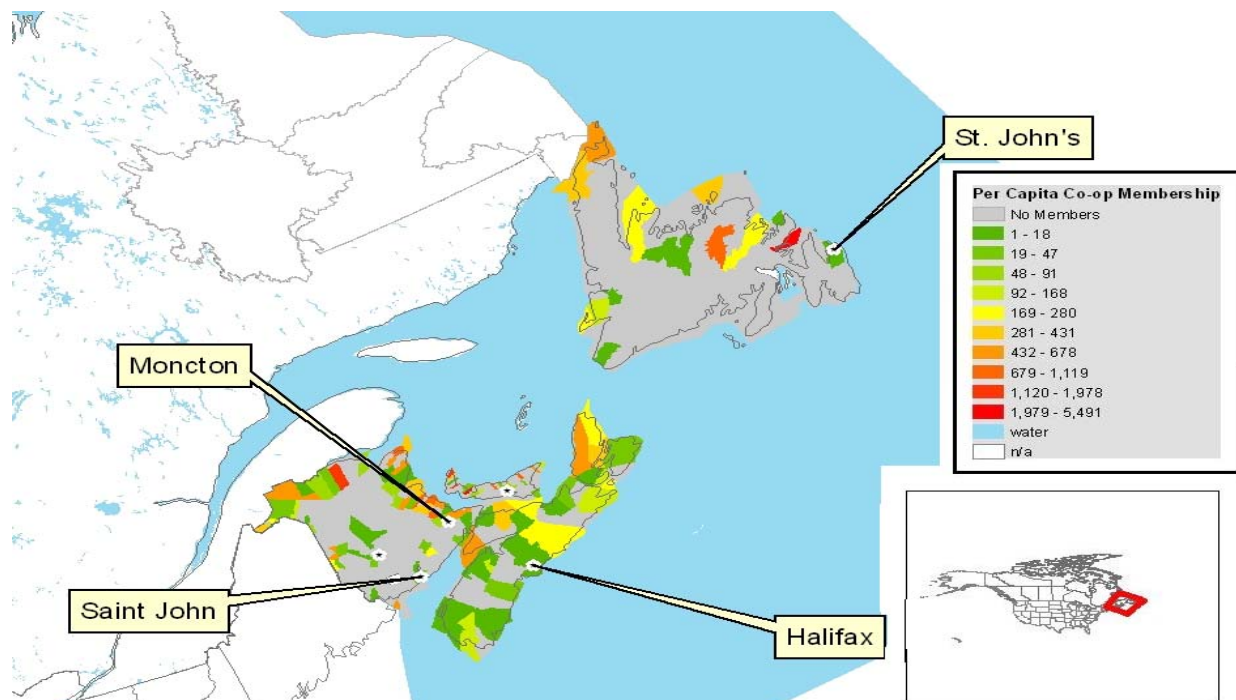 St. John's
Per Capita Co-op Membership
No Members
1 - 18
19 - 47
48 - 91
92 - 168
169 - 280
281 - 431
432 - 678
679 - 1,119
1,120 - 1,978
1,979 - 5,491
water
n/a
Moncton
Saint John
Halifax